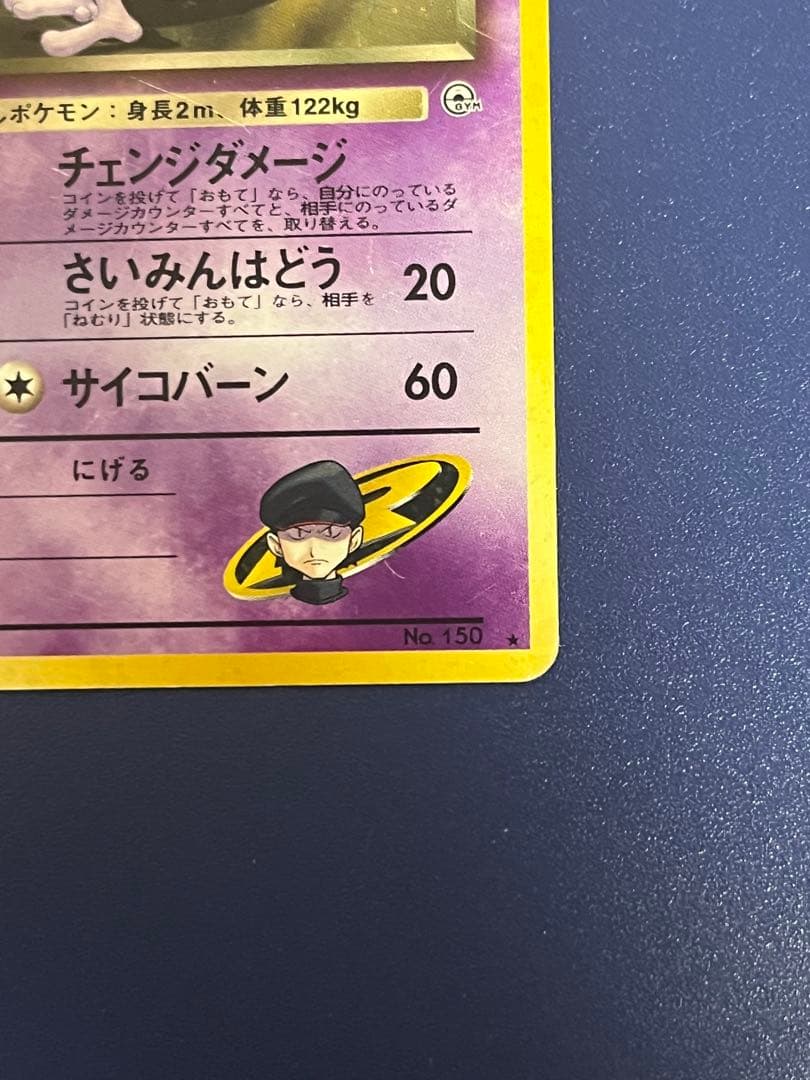 ポケモン：身長2m、体重122kg
GYM
チェンジダメージ
コインを投げて「おもて」なら、自分にのっている
ダメージカウンターすべてと、相手にのっているダ
メージカウンターすべてを、取り替える。
さいみんはどう 20
コインを投げて「おもて」なら、相手を
「ねむり」状態にする。
サイコバーン 60
にげる
R
No. 150 ★